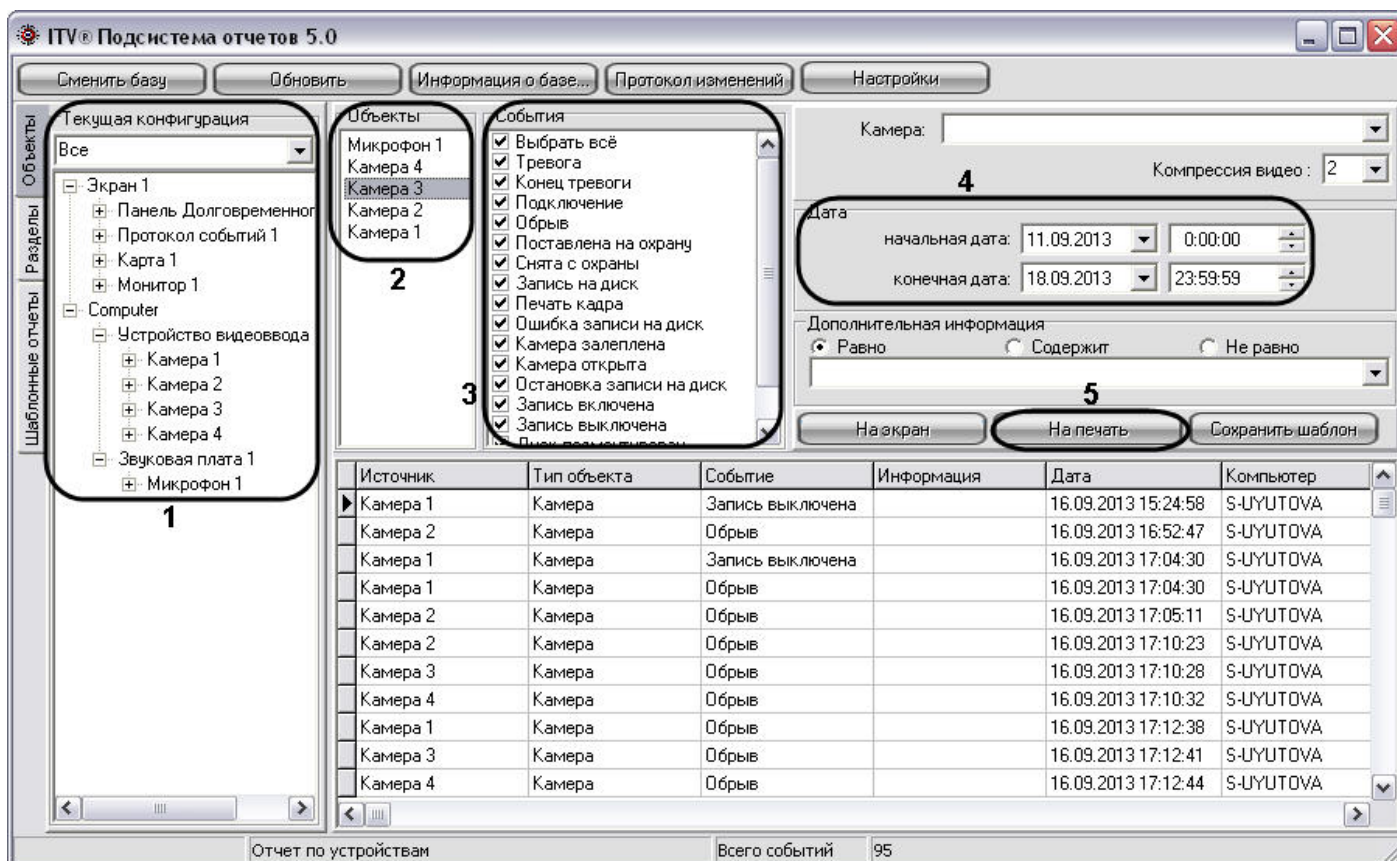 ITV® Подсистема отчетов 5.0
Сменить базу
Обновить
Информация о базе...
Протокол изменений
Настройки
Объекты
Разделы
Шаблонные отчеты
Текущая конфигурация
Все
Экран 1
Панель Долговременног
Протокол событий 1
Карта 1
Монитор 1
Computer
Устройство видеоввода
Камера 1
Камера 2
Камера 3
Камера 4
Звуковая плата 1
Микрофон 1
1
Объекты
Микрофон 1
Камера 4
Камера 3
Камера 2
Камера 1
2
События
Выбрать всё
Тревога
Конец тревоги
Подключение
Обрыв
Поставлена на охрану
Снята с охраны
Запись на диск
Печать кадра
Ошибка записи на диск
Камера залеплена
Камера открыта
Остановка записи на диск
Запись включена
Запись выключена
3
Камера:
Компрессия видео : 2
4
Дата
начальная дата: 11.09.2013 0:00:00
конечная дата: 18.09.2013 23:59:59
Дополнительная информация
Равно Содержит Не равно
5
На экран На печать Сохранить шаблон
Источник Тип объекта Событие Информация Дата Компьютер
Камера 1 Камера Запись выключена 16.09.2013 15:24:58 S-UYUTOVA
Камера 2 Камера Обрыв 16.09.2013 16:52:47 S-UYUTOVA
Камера 1 Камера Запись выключена 16.09.2013 17:04:30 S-UYUTOVA
Камера 1 Камера Обрыв 16.09.2013 17:04:30 S-UYUTOVA
Камера 2 Камера Обрыв 16.09.2013 17:05:11 S-UYUTOVA
Камера 2 Камера Обрыв 16.09.2013 17:10:23 S-UYUTOVA
Камера 3 Камера Обрыв 16.09.2013 17:10:28 S-UYUTOVA
Камера 4 Камера Обрыв 16.09.2013 17:10:32 S-UYUTOVA
Камера 1 Камера Обрыв 16.09.2013 17:12:38 S-UYUTOVA
Камера 3 Камера Обрыв 16.09.2013 17:12:41 S-UYUTOVA
Камера 4 Камера Обрыв 16.09.2013 17:12:44 S-UYUTOVA
Отчет по устройствам Всего событий 95